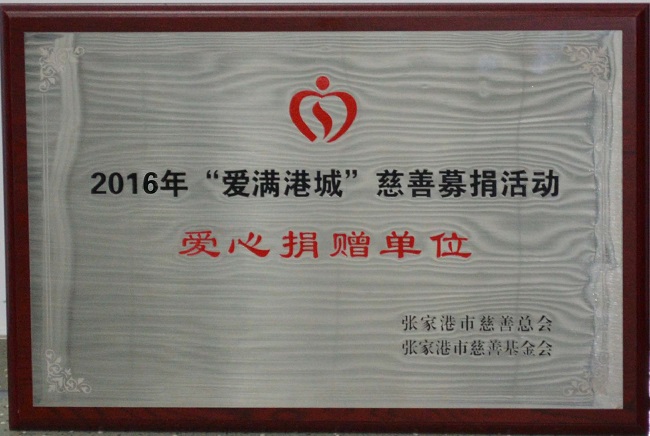 2016年“爱满港城”慈善募捐活动
爱心捐赠单位
张家港市慈善总会
张家港市慈善基金会